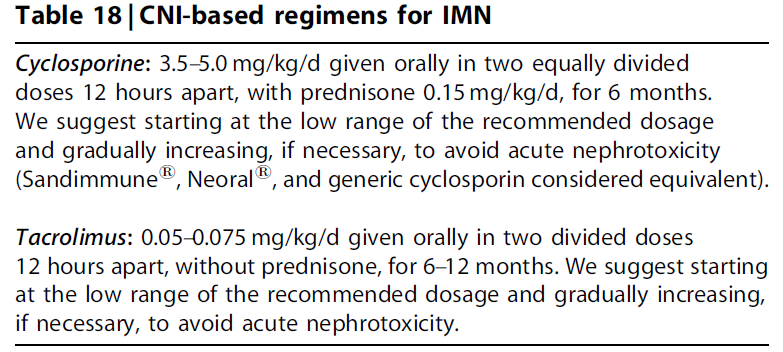 Table 18 | CNI-based regimens for IMN
Cyclosporine: 3.5–5.0 mg/kg/d given orally in two equally divided
doses 12 hours apart, with prednisone 0.15 mg/kg/d, for 6 months.
We suggest starting at the low range of the recommended dosage
and gradually increasing, if necessary, to avoid acute nephrotoxicity
(Sandimmune®, Neoral®, and generic cyclosporin considered equivalent).
Tacrolimus: 0.05–0.075 mg/kg/d given orally in two divided doses
12 hours apart, without prednisone, for 6–12 months. We suggest starting
at the low range of the recommended dosage and gradually increasing,
if necessary, to avoid acute nephrotoxicity.